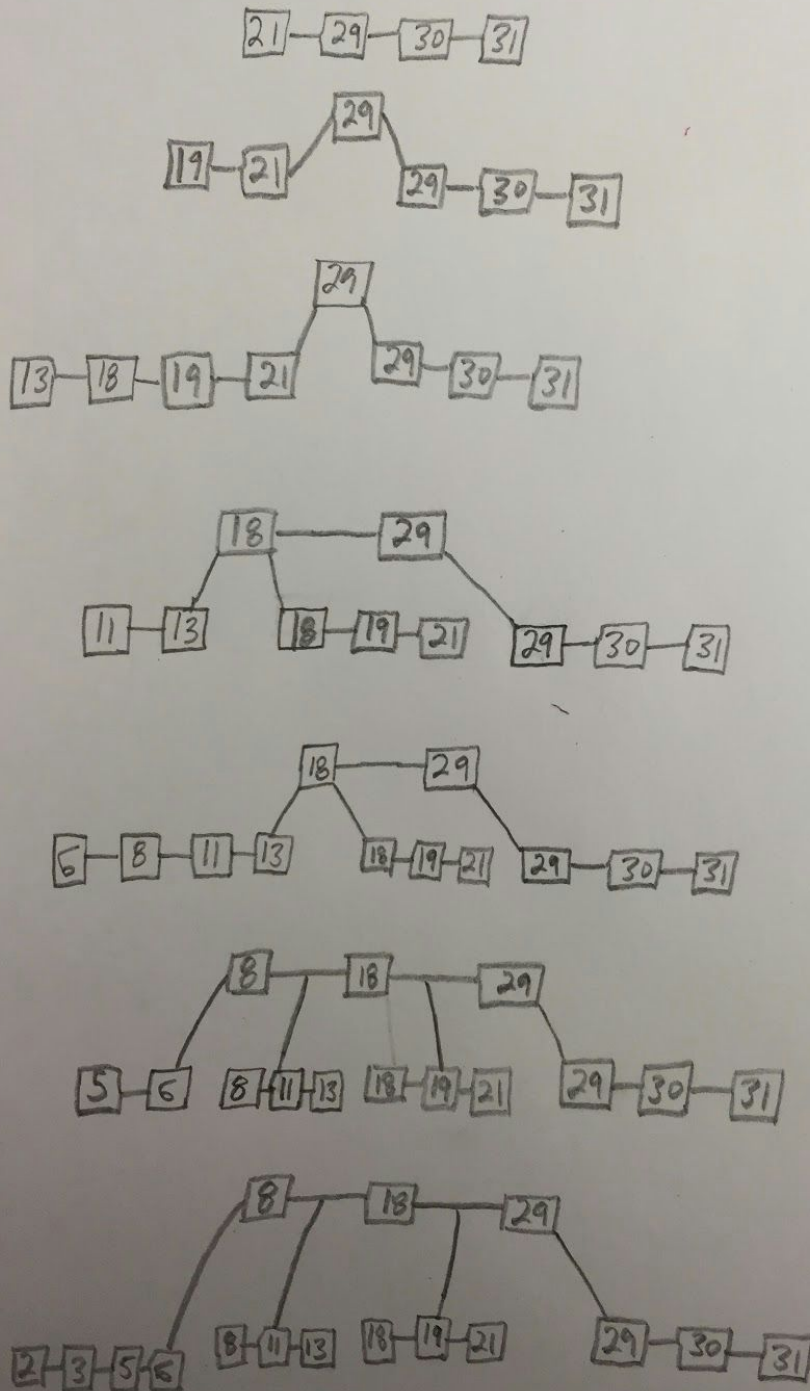 21 29 30 31
29
19 21 29 30 31
29
13 18 19 21 29 30 31
18 29
11 13 18 19 21 29 30 31
18 29
6 8 11 13 18 19 21 29 30 31
8 18 29
5 6 8 11 13 18 19 21 29 30 31
8 18 29
2 3 5 6 8 11 13 18 19 21 29 30 31